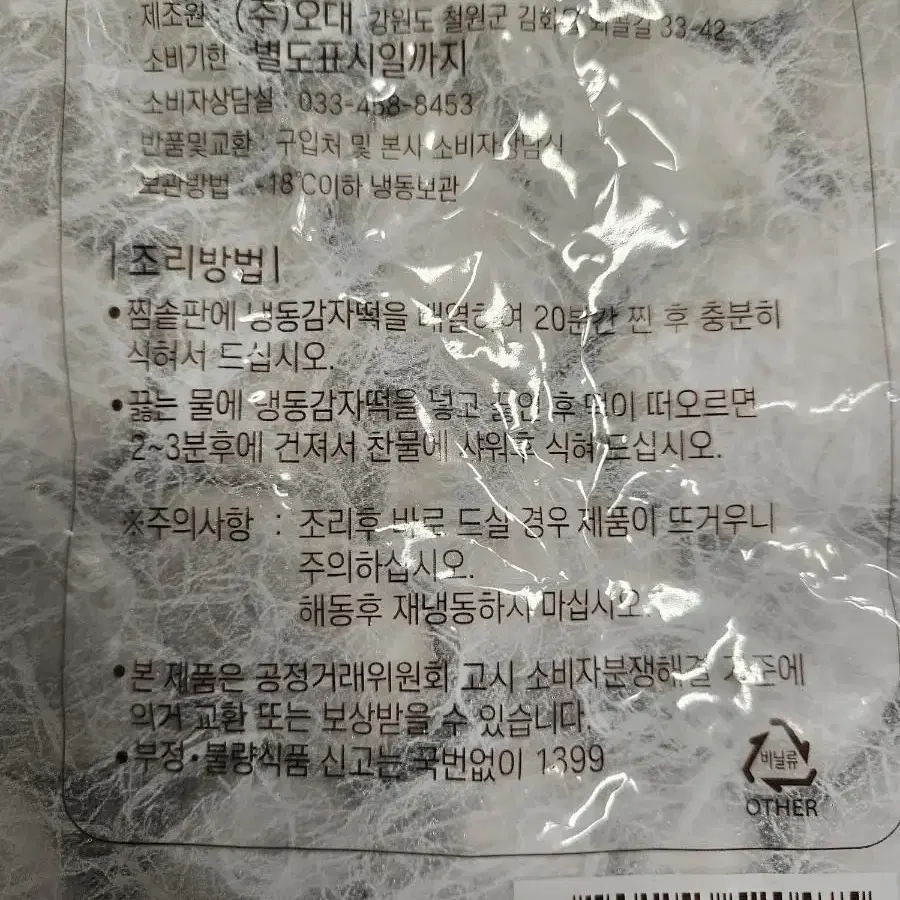 제조원 : (주)오대 강원도 철원군 김화읍 33-42
소비기한 : 별도표시일까지
소비자상담실 : 033-458-8453
반품및교환 : 구입처 및 본사 소비자상담실
보관방법 : -18℃이하 냉동보관
| 조리방법 |
• 찜솥판에 냉동감자떡을 배열하여 20분간 찐 후 충분히
식혀서 드십시오.
• 끓는 물에 냉동감자떡을 넣고 끓인 후 떡이 떠오르면
2~3분후에 건져서 찬물에 샤워후 식혀 드십시오.
※주의사항 : 조리후 바로 드실 경우 제품이 뜨거우니
주의하십시오.
해동후 재냉동하시 마십시오.
• 본 제품은 공정거래위원회 고시 소비자분쟁해결 기준에
의거 교환 또는 보상받을 수 있습니다.
• 부정·불량식품 신고는 국번없이 1399
비닐류
OTHER